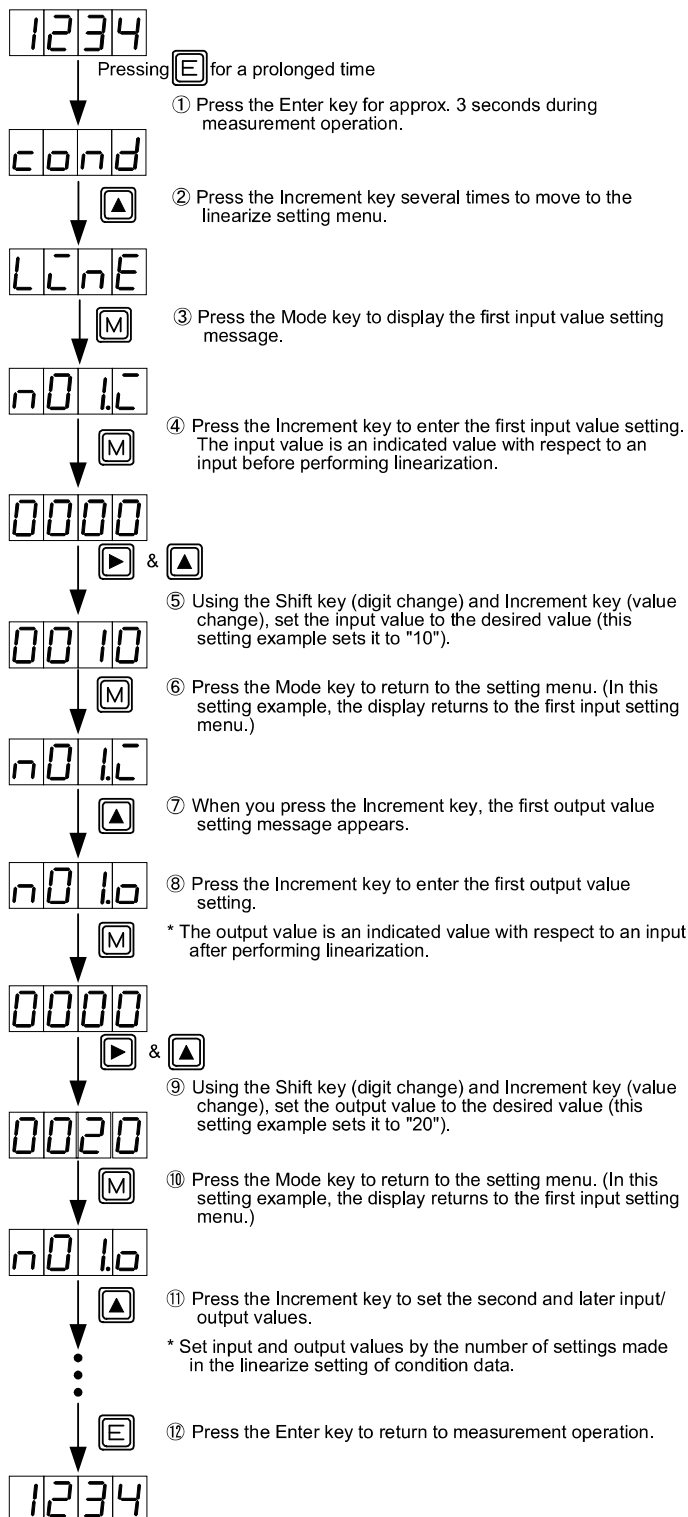 1234
Pressing E for a prolonged time
① Press the Enter key for approx. 3 seconds during
measurement operation.
cond
▲
② Press the Increment key several times to move to the
linearize setting menu.
LinE
M
③ Press the Mode key to display the first input value setting
message.
n01.i
M
④ Press the Increment key to enter the first input value setting.
The input value is an indicated value with respect to an
input before performing linearization.
0000
▶ & ▲
⑤ Using the Shift key (digit change) and Increment key (value
change), set the input value to the desired value (this
setting example sets it to "10").
0010
M
⑥ Press the Mode key to return to the setting menu. (In this
setting example, the display returns to the first input setting
menu.)
n01.i
▲
⑦ When you press the Increment key, the first output value
setting message appears.
n01.o
⑧ Press the Increment key to enter the first output value
setting.
M
* The output value is an indicated value with respect to an input
after performing linearization.
0000
▶ & ▲
⑨ Using the Shift key (digit change) and Increment key (value
change), set the output value to the desired value (this
setting example sets it to "20").
0020
M
⑩ Press the Mode key to return to the setting menu. (In this
setting example, the display returns to the first input setting
menu.)
n01.o
▲
⑪ Press the Increment key to set the second and later input/
output values.
* Set input and output values by the number of settings made
in the linearize setting of condition data.
E
⑫ Press the Enter key to return to measurement operation.
1234